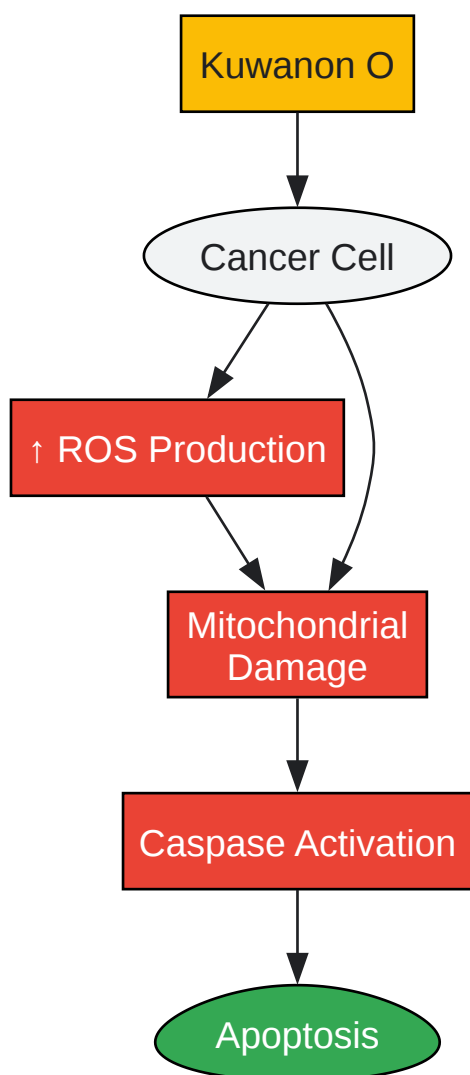 Kuwanon O
Cancer Cell
↑ ROS Production
Mitochondrial
Damage
Caspase Activation
Apoptosis